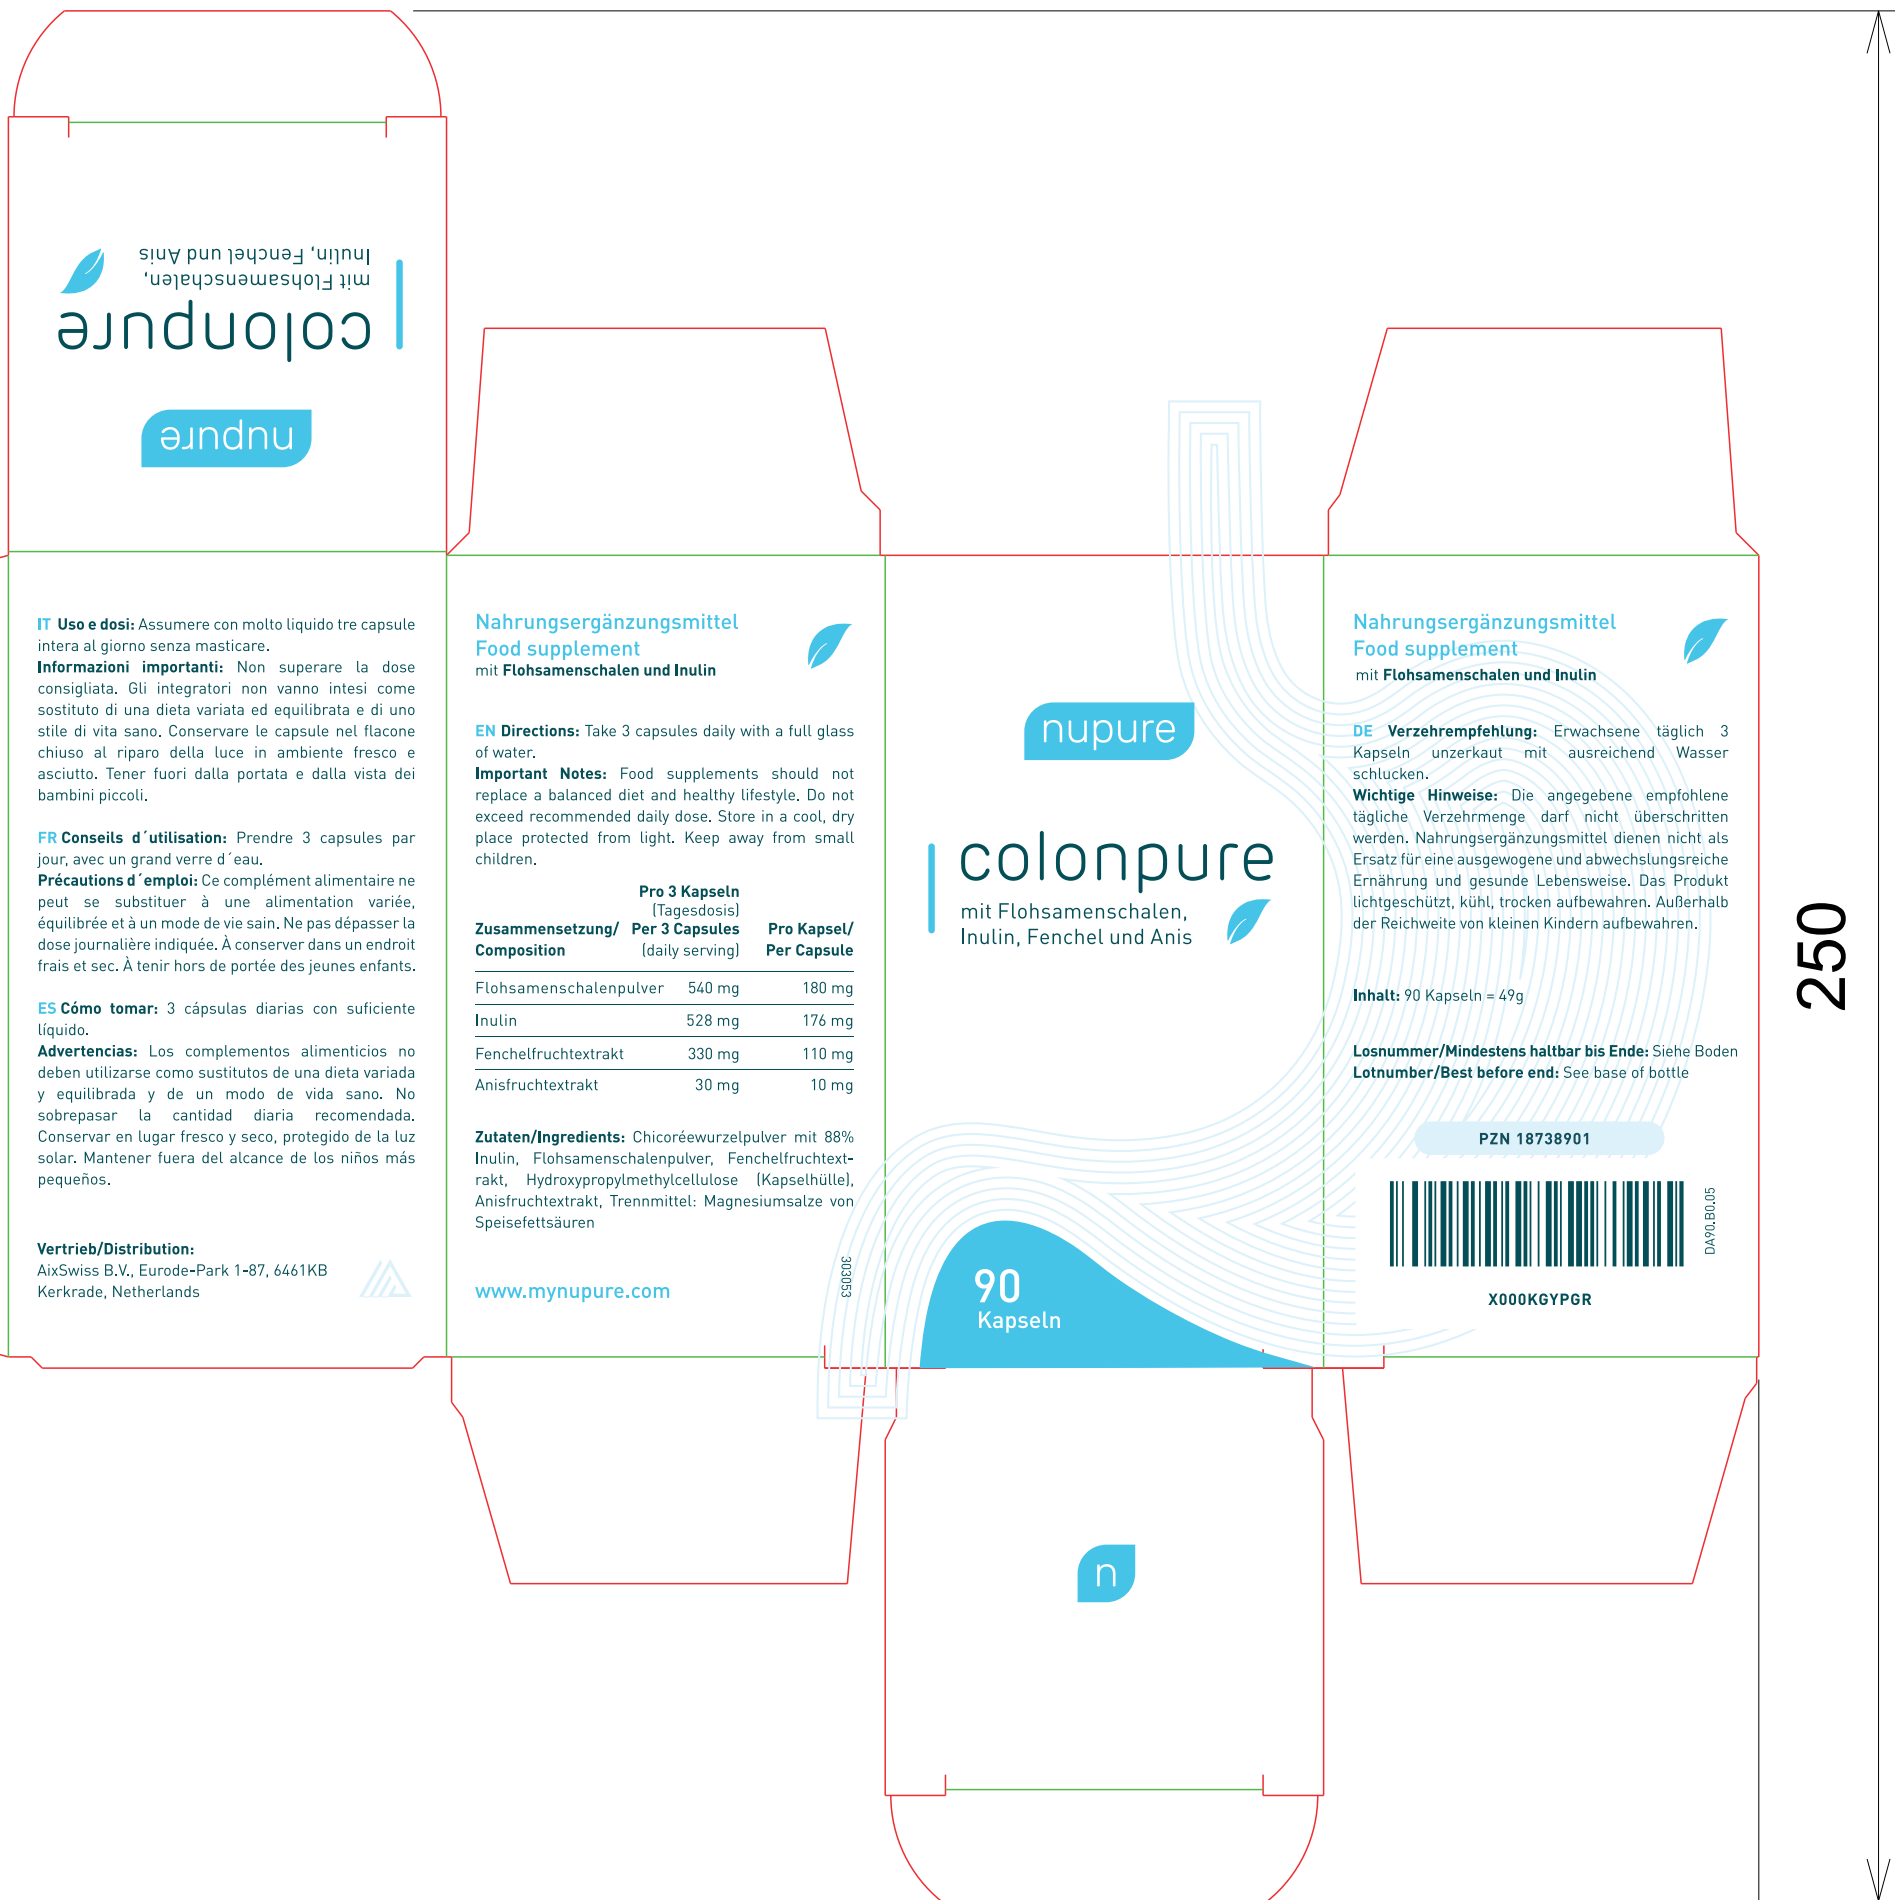 colonpure
mit Flohsamenschalen,
Inulin, Fenchel und Anis
nupure
IT Uso e dosi: Assumere con molto liquido tre capsule
intera al giorno senza masticare.
Informazioni importanti: Non superare la dose
consigliata. Gli integratori non vanno intesi come
sostituto di una dieta variata ed equilibrata e di uno
stile di vita sano. Conservare le capsule nel flacone
chiuso al riparo della luce in ambiente fresco e
asciutto. Tener fuori dalla portata e dalla vista dei
bambini piccoli.
FR Conseils d´utilisation: Prendre 3 capsules par
jour, avec un grand verre d´eau.
Précautions d´emploi: Ce complément alimentaire ne
peut se substituer à une alimentation variée,
équilibrée et à un mode de vie sain. Ne pas dépasser la
dose journalière indiquée. À conserver dans un endroit
frais et sec. À tenir hors de portée des jeunes enfants.
ES Cómo tomar: 3 cápsulas diarias con suficiente
líquido.
Advertencias: Los complementos alimenticios no
deben utilizarse como sustitutos de una dieta variada
y equilibrada y de un modo de vida sano. No
sobrepasar la cantidad diaria recomendada.
Conservar en lugar fresco y seco, protegido de la luz
solar. Mantener fuera del alcance de los niños más
pequeños.
Vertrieb/Distribution:
AixSwiss B.V., Eurode-Park 1-87, 6461KB
Kerkrade, Netherlands
Nahrungsergänzungsmittel
Food supplement
mit Flohsamenschalen und Inulin
EN Directions: Take 3 capsules daily with a full glass
of water.
Important Notes: Food supplements should not
replace a balanced diet and healthy lifestyle. Do not
exceed recommended daily dose. Store in a cool, dry
place protected from light. Keep away from small
children.
Pro 3 Kapseln
(Tagesdosis)
Zusammensetzung/ Per 3 Capsules Pro Kapsel/
Composition (daily serving) Per Capsule
Flohsamenschalenpulver 540 mg 180 mg
Inulin 528 mg 176 mg
Fenchelfruchtextrakt 330 mg 110 mg
Anisfruchtextrakt 30 mg 10 mg
Zutaten/Ingredients: Chicoréewurzelpulver mit 88%
Inulin, Flohsamenschalenpulver, Fenchelfruchtext-
rakt, Hydroxypropylmethylcellulose (Kapselhülle),
Anisfruchtextrakt, Trennmittel: Magnesiumsalze von
Speisefettsäuren
www.mynupure.com
303053
nupure
colonpure
mit Flohsamenschalen,
Inulin, Fenchel und Anis
90
Kapseln
n
Nahrungsergänzungsmittel
Food supplement
mit Flohsamenschalen und Inulin
DE Verzehrempfehlung: Erwachsene täglich 3
Kapseln unzerkaut mit ausreichend Wasser
schlucken.
Wichtige Hinweise: Die angegebene empfohlene
tägliche Verzehrmenge darf nicht überschritten
werden. Nahrungsergänzungsmittel dienen nicht als
Ersatz für eine ausgewogene und abwechslungsreiche
Ernährung und gesunde Lebensweise. Das Produkt
lichtgeschützt, kühl, trocken aufbewahren. Außerhalb
der Reichweite von kleinen Kindern aufbewahren.
Inhalt: 90 Kapseln = 49g
Losnummer/Mindestens haltbar bis Ende: Siehe Boden
Lotnumber/Best before end: See base of bottle
PZN 18738901
DA90.B0.05
X000KGYPGR
250